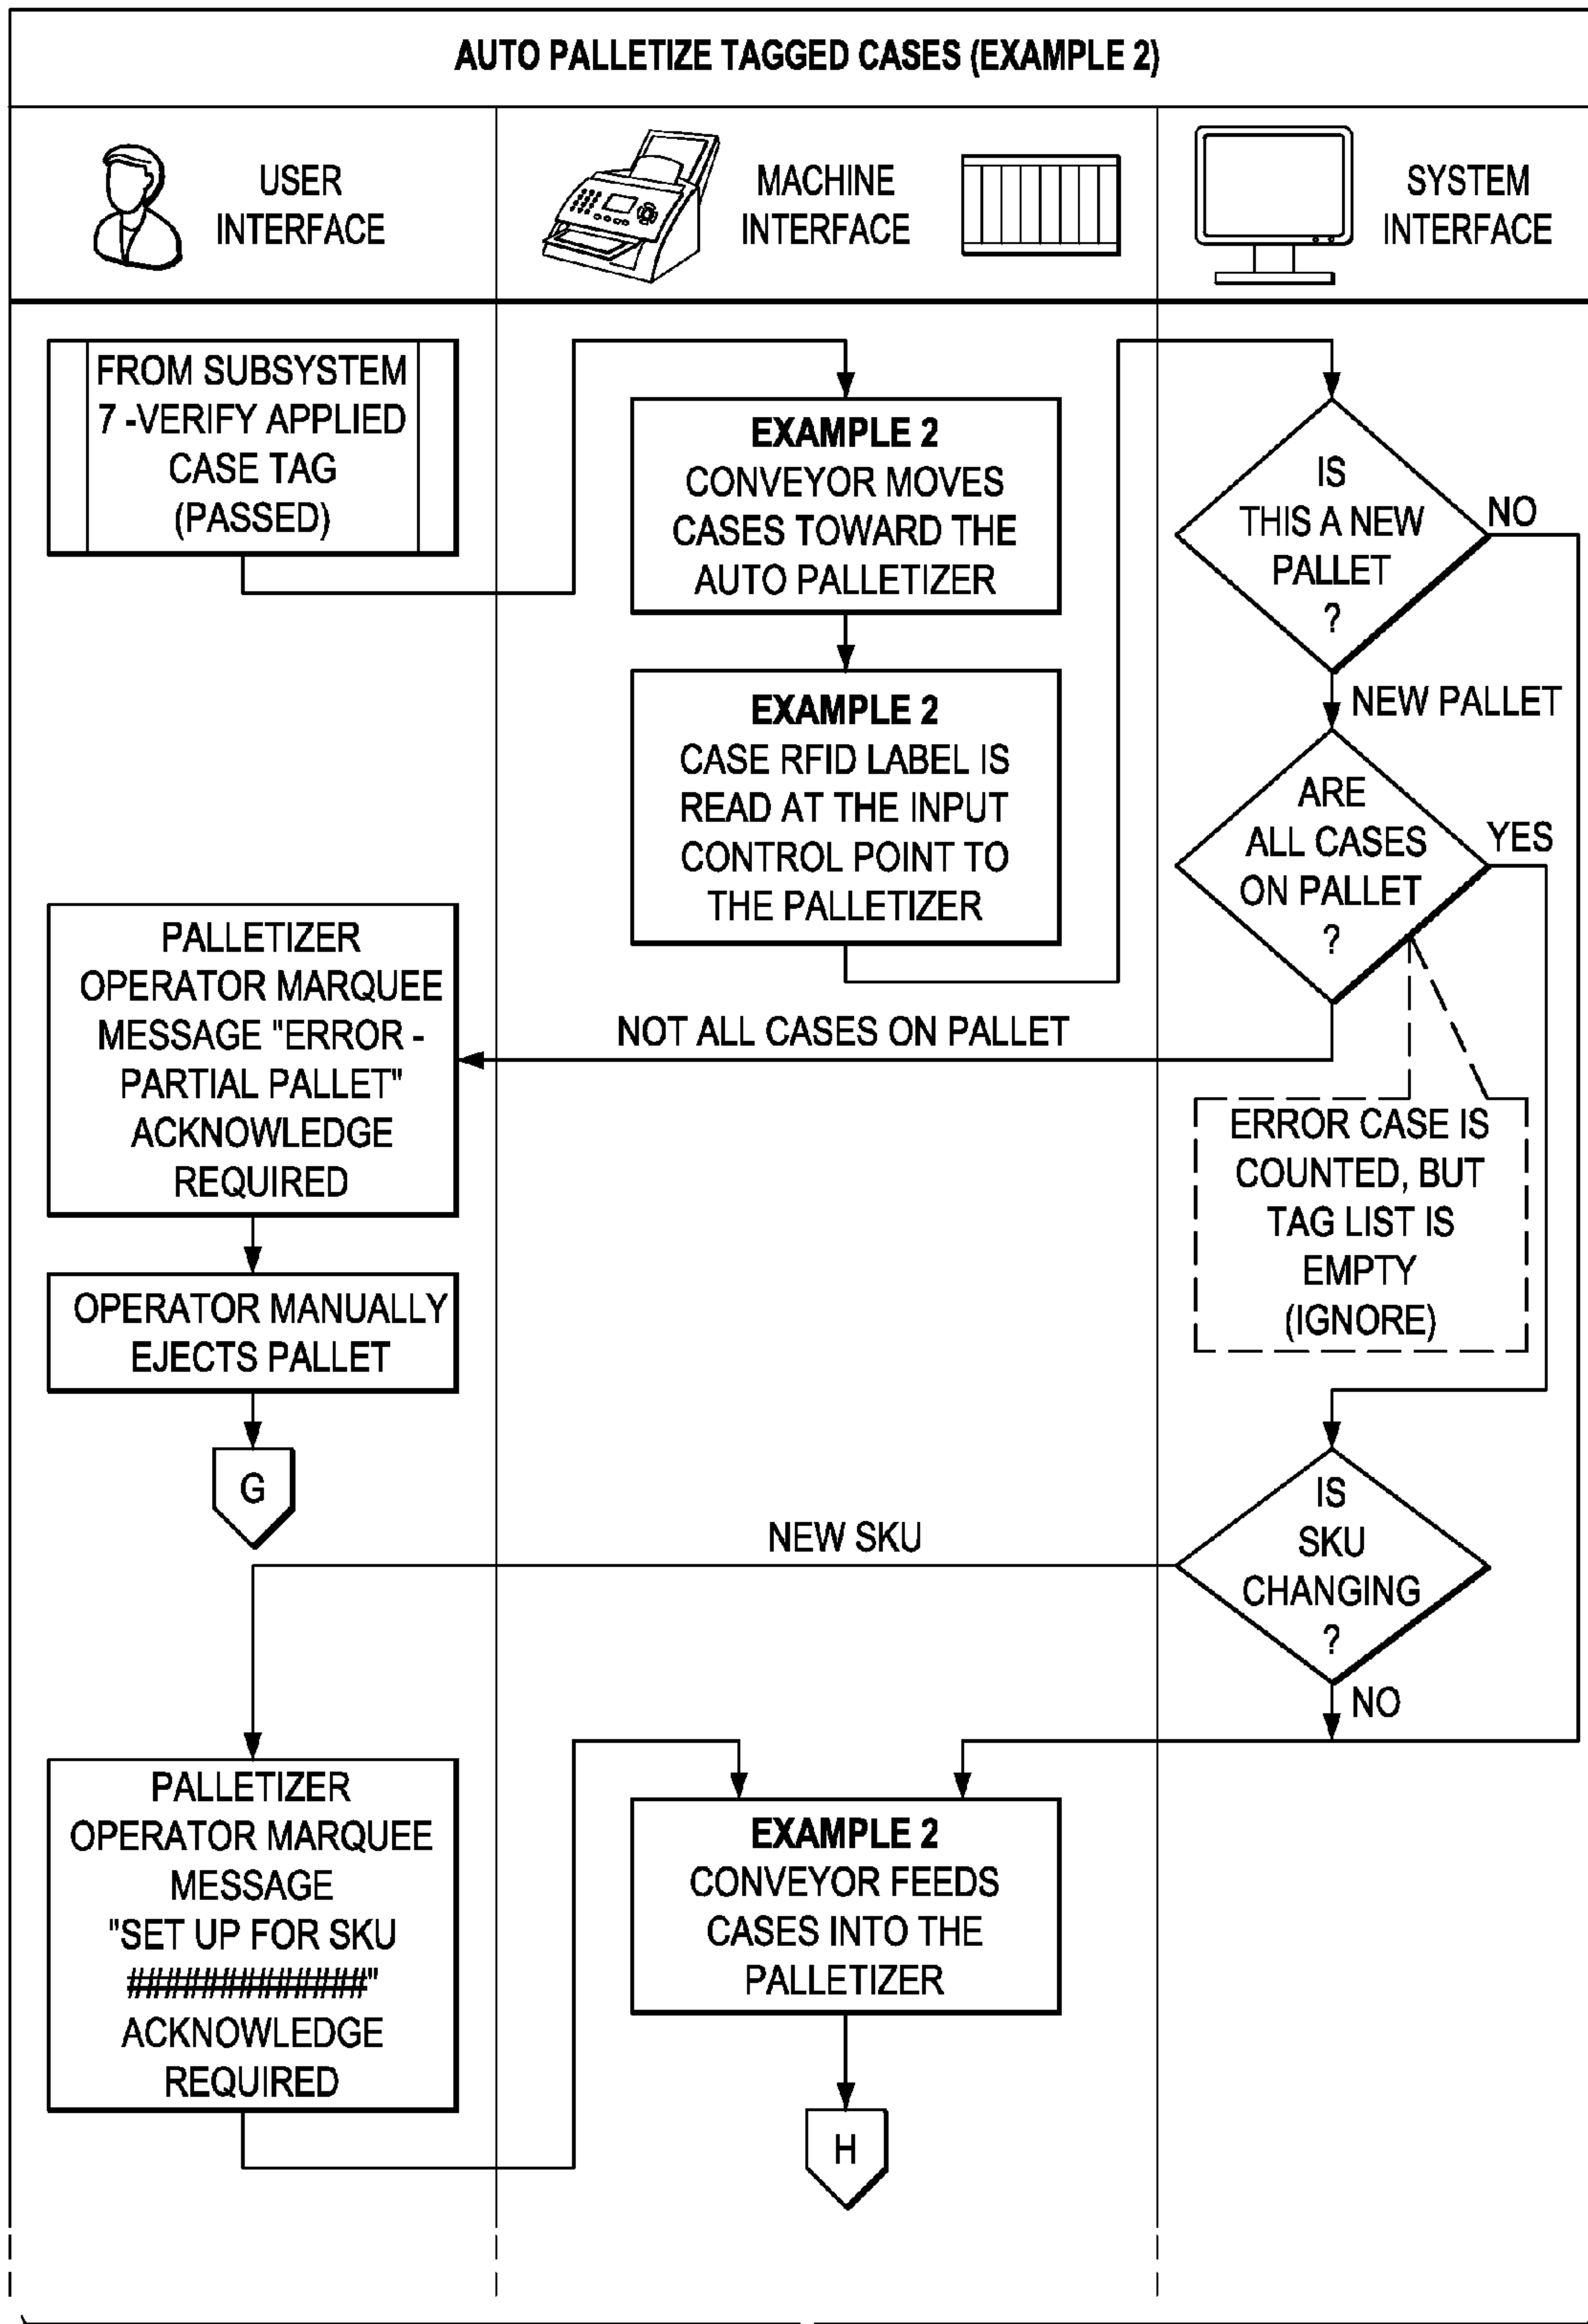 AUTO PALLETIZE TAGGED CASES (EXAMPLE 2)
USER
INTERFACE
MACHINE
INTERFACE
SYSTEM
INTERFACE
FROM SUBSYSTEM
7 -VERIFY APPLIED
CASE TAG
(PASSED)
EXAMPLE 2
CONVEYOR MOVES
CASES TOWARD THE
AUTO PALLETIZER
IS
THIS A NEW
PALLET
?
NO
NEW PALLET
EXAMPLE 2
CASE RFID LABEL IS
READ AT THE INPUT
CONTROL POINT TO
THE PALLETIZER
ARE
ALL CASES
ON PALLET
?
YES
NOT ALL CASES ON PALLET
PALLETIZER
OPERATOR MARQUEE
MESSAGE "ERROR -
PARTIAL PALLET"
ACKNOWLEDGE
REQUIRED
ERROR CASE IS
COUNTED, BUT
TAG LIST IS
EMPTY
(IGNORE)
OPERATOR MANUALLY
EJECTS PALLET
G
IS
SKU
CHANGING
?
NEW SKU
NO
PALLETIZER
OPERATOR MARQUEE
MESSAGE
"SET UP FOR SKU
#############"
ACKNOWLEDGE
REQUIRED
EXAMPLE 2
CONVEYOR FEEDS
CASES INTO THE
PALLETIZER
H